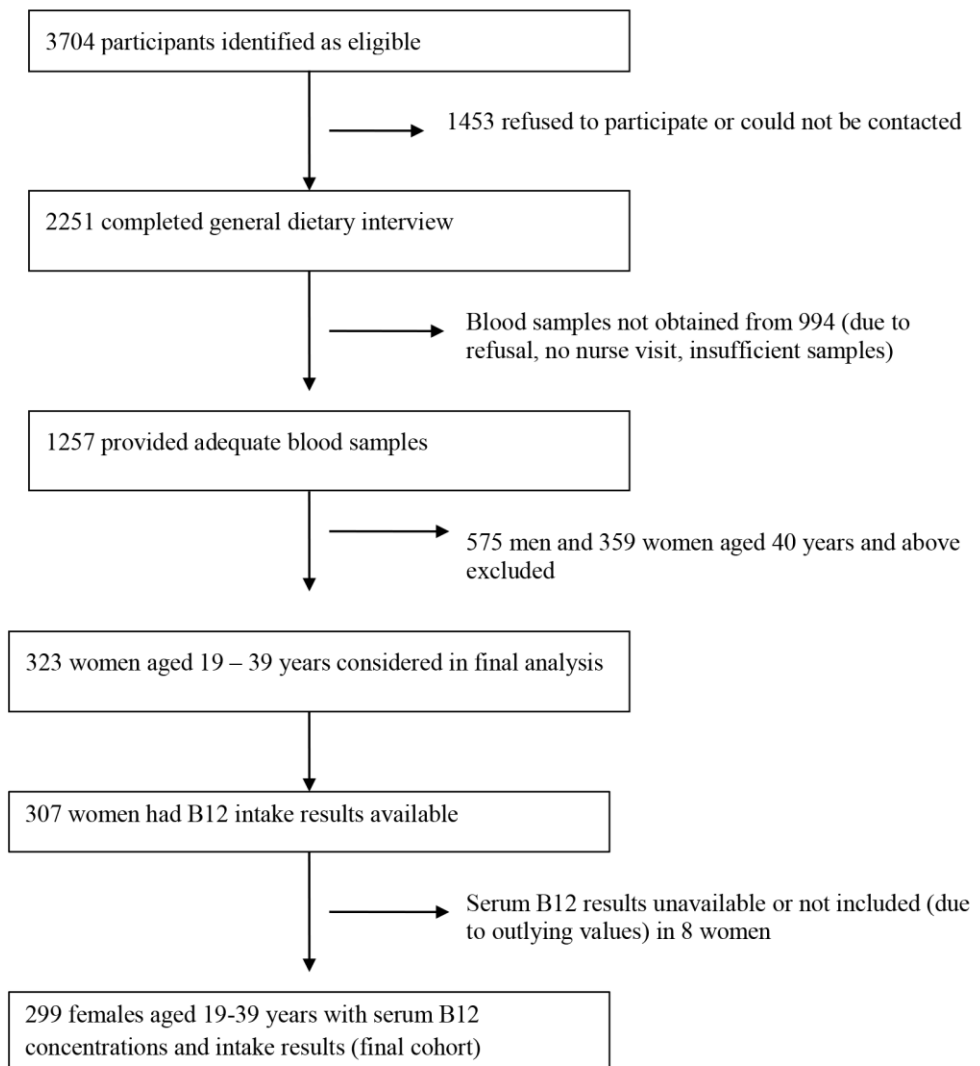 3704 participants identified as eligible
1453 refused to participate or could not be contacted
2251 completed general dietary interview
Blood samples not obtained from 994 (due to
refusal, no nurse visit, insufficient samples)
1257 provided adequate blood samples
575 men and 359 women aged 40 years and above
excluded
323 women aged 19 – 39 years considered in final analysis
307 women had B12 intake results available
Serum B12 results unavailable or not included (due
to outlying values) in 8 women
299 females aged 19-39 years with serum B12
concentrations and intake results (final cohort)